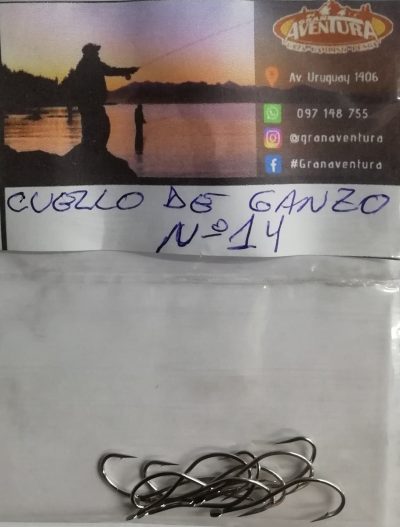 AVENTURA
Av. Uruguay 1406
097 148 755
@granaventura
#Granaventura
CUELLO DE GANZO
Nº14